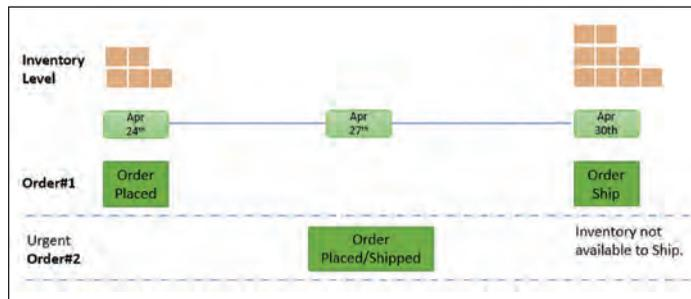 Inventory
Level
Apr
24th
Apr
27th
Apr
30th
Order#1
Order
Placed
Order
Ship
Urgent
Order#2
Order
Placed/Shipped
Inventory not
available to Ship.